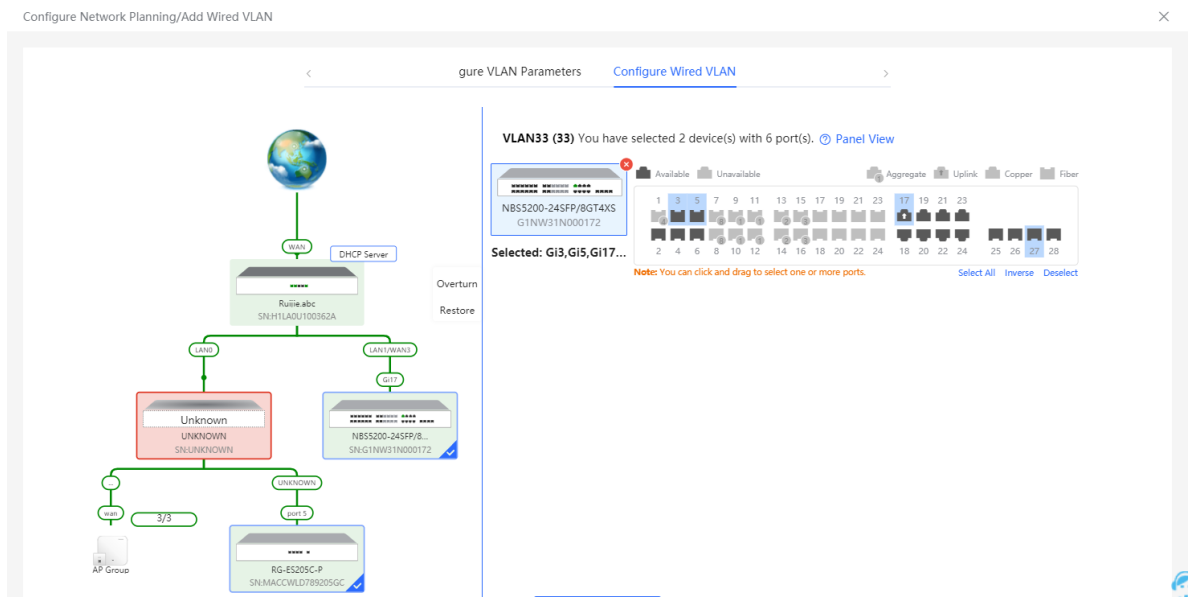 Configure Network Planning/Add Wired VLAN
gure VLAN Parameters
Configure Wired VLAN
WAN
DHCP Server
Ruiiie.abc
SN:H1LA0U100362A
Overturn
Restore
LAN0
LAN1/WAN3
Gi17
Unknown
UNKNOWN
SN:UNKNOWN
NBS5200-24SFP/8...
SN:G1NW31N000172
...
UNKNOWN
wan
3/3
port 5
AP Group
RG-ES205C-P
SN:MACCWLD789205GC
VLAN33 (33) You have selected 2 device(s) with 6 port(s). Panel View
NBS5200-24SFP/8GT4XS
G1NW31N000172
Selected: Gi3,Gi5,Gi17...
Available Unavailable Aggregate Uplink Copper Fiber
1 3 5 7 9 11 13 15 17 19 21 23 17 19 21 23
2 4 6 8 10 12 14 16 18 20 22 24 18 20 22 24 25 26 27 28
Note: You can click and drag to select one or more ports.
Select All Inverse Deselect